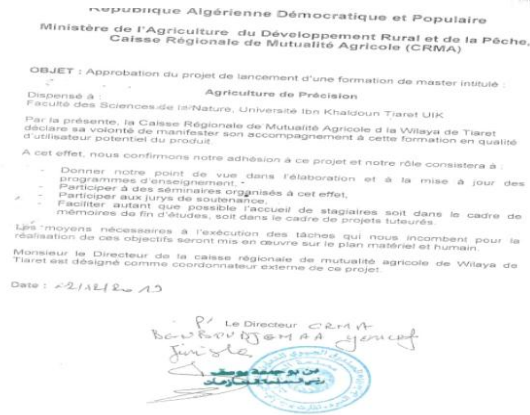 République Algérienne Démocratique et Populaire
Ministère de l'Agriculture du Développement Rural et de la Pêche,
Caisse Régionale de Mutualité Agricole (CRMA)
OBJET : Approbation du projet de lancement d'une formation de master intitulé :
Agriculture de Précision
Dispensé à :
Faculté des Sciences de la Nature, Université Ibn Khaldoun Tiaret UIK
Par la présente, la Caisse Régionale de Mutualité Agricole d la Wilaya de Tiaret
déclare sa volonté de manifester son accompagnement à cette formation en qualité
d'utilisateur potentiel du produit.
A cet effet, nous confirmons notre adhésion à ce projet et notre rôle consistera à :
- Donner notre point de vue dans l'élaboration et à la mise à jour des
programmes d'enseignement,
- Participer à des séminaires organisés à cet effet,
- Participer aux jurys de soutenance,
- Faciliter autant que possible l'accueil de stagiaires soit dans le cadre de
mémoires de fin d'études, soit dans le cadre de projets tuteurés.
Les moyens nécessaires à l'exécution des tâches qui nous incombent pour la
réalisation de ces objectifs seront mis en œuvre sur le plan matériel et humain.
Monsieur le Directeur de la caisse régionale de mutualité agricole de Wilaya de
Tiaret est désigné comme coordonnateur externe de ce projet.
Date : 22/12/2019
P/ Le Directeur CRMA
Juriste
بن بو جمعة يوسف